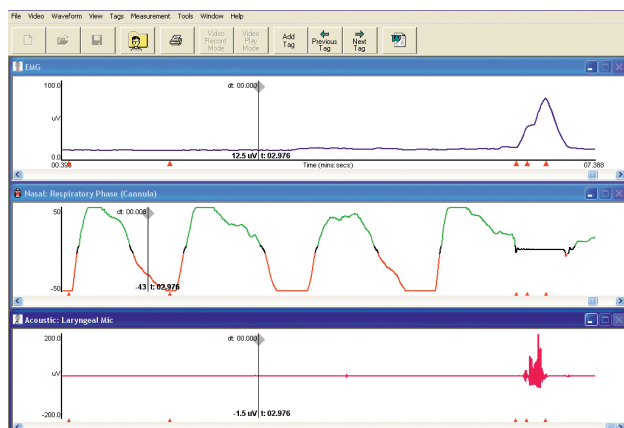 File Video Waveform View Tags Measurement Tools Window Help
Video Record Mode
Video Play Mode
Add Tag
Previous Tag
Next Tag
EMG
100.0
dt: 00.000
uV
0.0
12.5 uV t: 02.976
00.398
Time (mins:secs)
07.388
Nasal: Respiratory Phase (Cannula)
50
dt: 00.000
-50
-43 t: 02.976
Acoustic: Laryngeal Mic
200.0
dt: 00.000
uV
-200.0
-1.5 uV t: 02.976